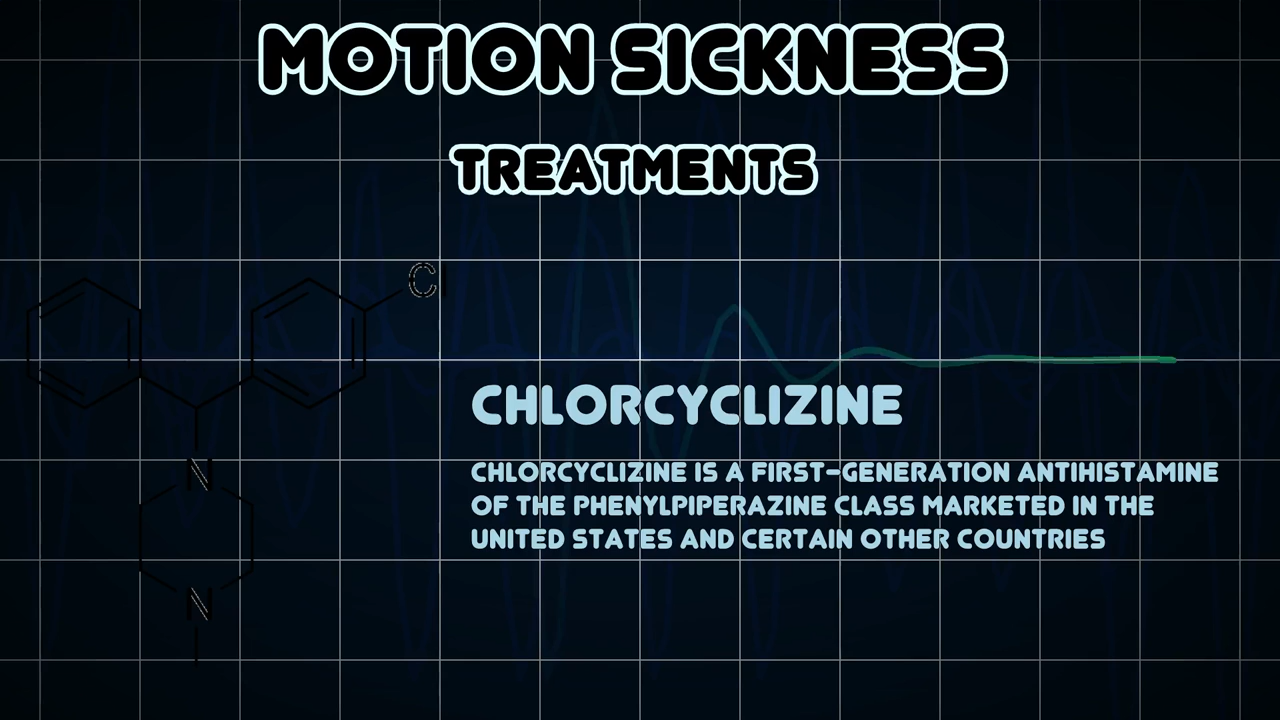 MOTION SICKNESS
TREATMENTS
Cl
CHLORCYCLIZINE
N
CHLORCYCLIZINE IS A FIRST-GENERATION ANTIHISTAMINE
OF THE PHENYLPIPERAZINE CLASS MARKETED IN THE
UNITED STATES AND CERTAIN OTHER COUNTRIES
N